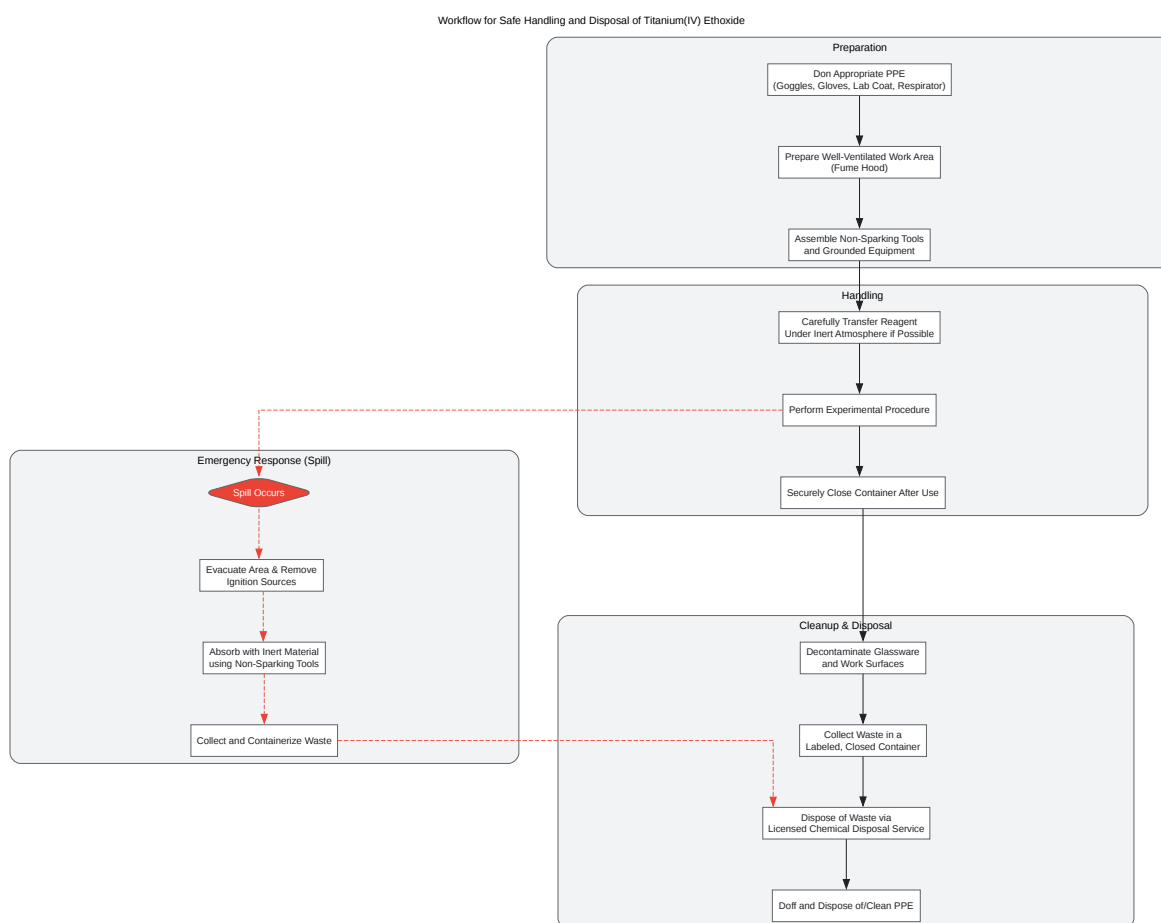 Workflow for Safe Handling and Disposal of Titanium(IV) Ethoxide
Preparation
Don Appropriate PPE
(Goggles, Gloves, Lab Coat, Respirator)
Prepare Well-Ventilated Work Area
(Fume Hood)
Assemble Non-Sparking Tools
and Grounded Equipment
Handling
Carefully Transfer Reagent
Under Inert Atmosphere if Possible
Perform Experimental Procedure
Securely Close Container After Use
Emergency Response (Spill)
Spill Occurs
Evacuate Area & Remove
Ignition Sources
Absorb with Inert Material
using Non-Sparking Tools
Collect and Containerize Waste
Cleanup & Disposal
Decontaminate Glassware
and Work Surfaces
Collect Waste in a
Labeled, Closed Container
Dispose of Waste via
Licensed Chemical Disposal Service
Doff and Dispose of/Clean PPE